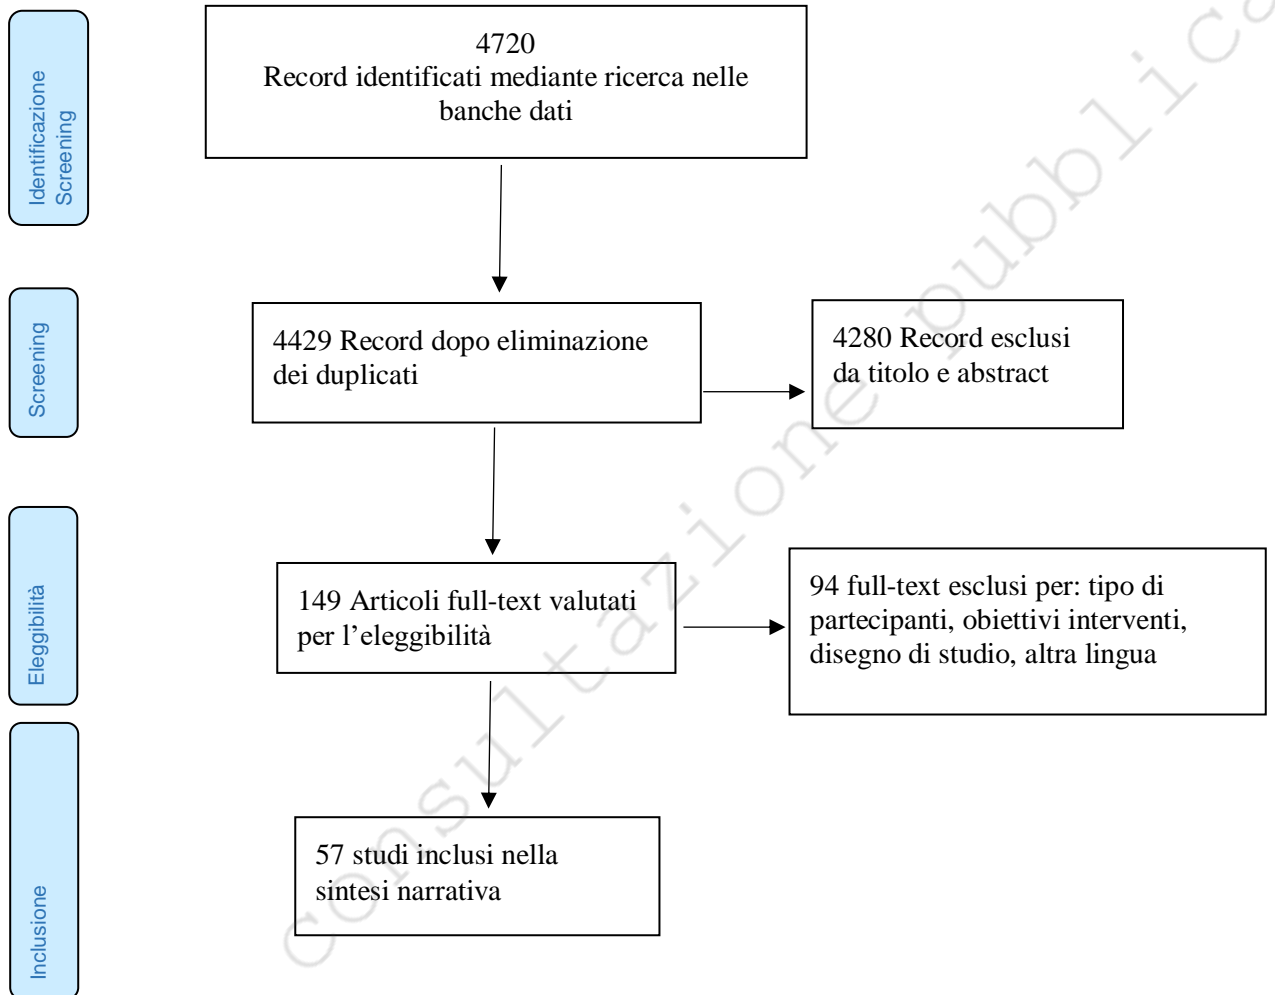 Identificazione
Screening
4720
Record identificati mediante ricerca nelle
banche dati
Screening
4429 Record dopo eliminazione
dei duplicati
4280 Record esclusi
da titolo e abstract
Eleggibilità
149 Articoli full-text valutati
per l’eleggibilità
94 full-text esclusi per: tipo di
partecipanti, obiettivi interventi,
disegno di studio, altra lingua
Inclusione
57 studi inclusi nella
sintesi narrativa
consultazione pubblica